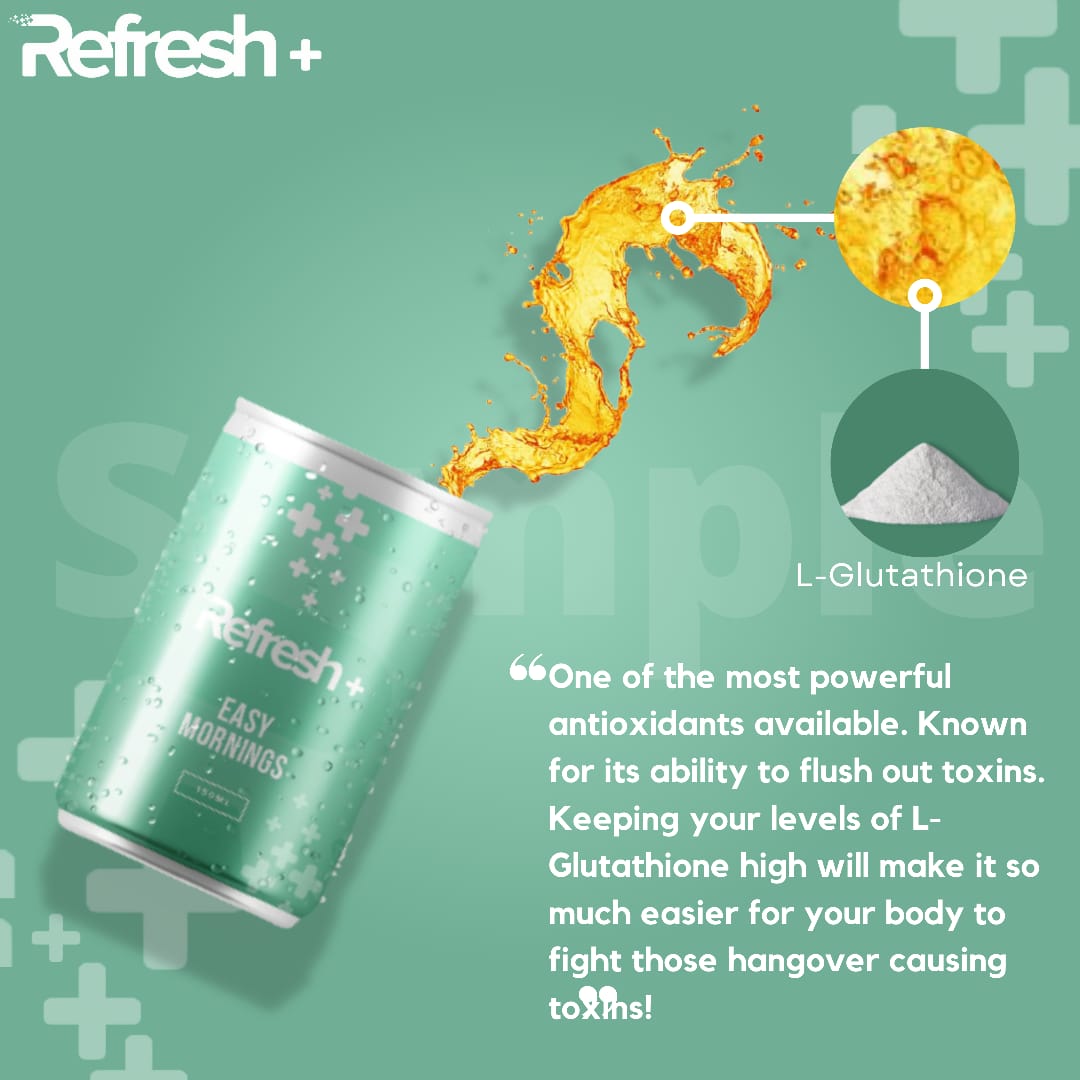 Refresh +
Sample
L-Glutathione
Refresh +
EASY
MORNINGS
150ML
“One of the most powerful
antioxidants available. Known
for its ability to flush out toxins.
Keeping your levels of L-
Glutathione high will make it so
much easier for your body to
fight those hangover causing
toxins!”